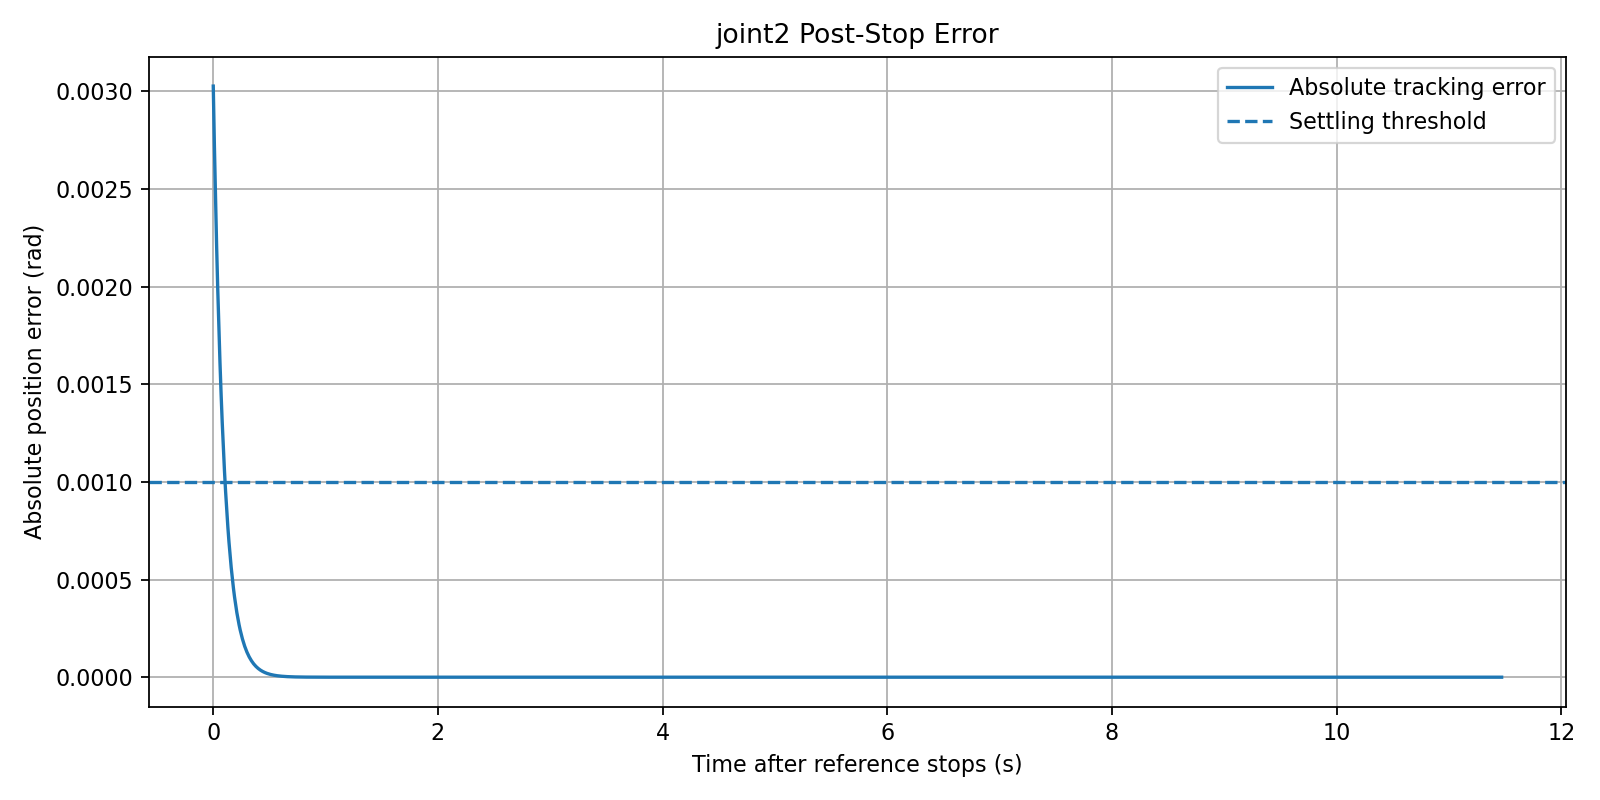 joint2 Post-Stop Error
Absolute tracking error
Settling threshold
Absolute position error (rad)
0.0030
0.0025
0.0020
0.0015
0.0010
0.0005
0.0000
0 2 4 6 8 10 12
Time after reference stops (s)